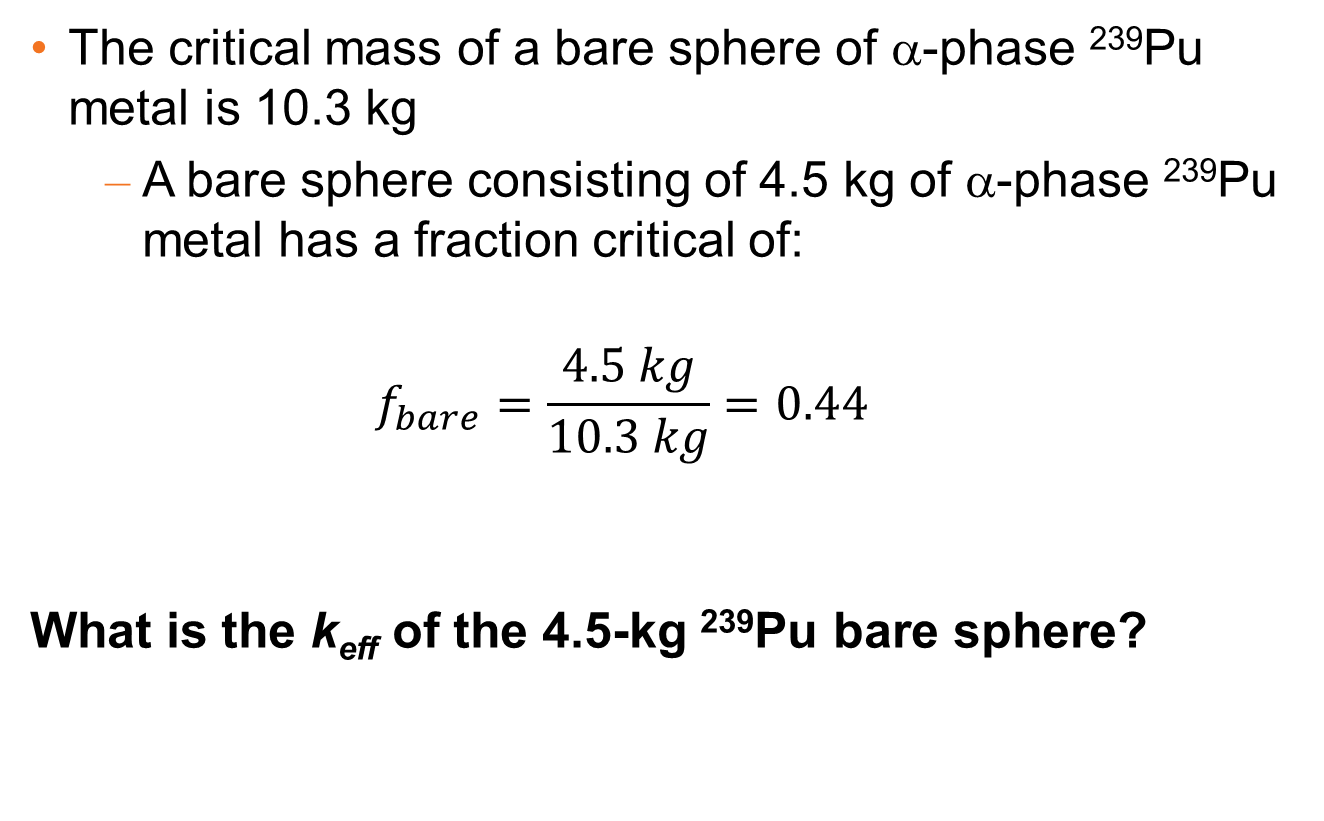 • The critical mass of a bare sphere of α-phase ²³⁹Pu
metal is 10.3 kg
– A bare sphere consisting of 4.5 kg of α-phase ²³⁹Pu
metal has a fraction critical of:
f_bare = 4.5 kg / 10.3 kg = 0.44
What is the k_eff of the 4.5-kg ²³⁹Pu bare sphere?